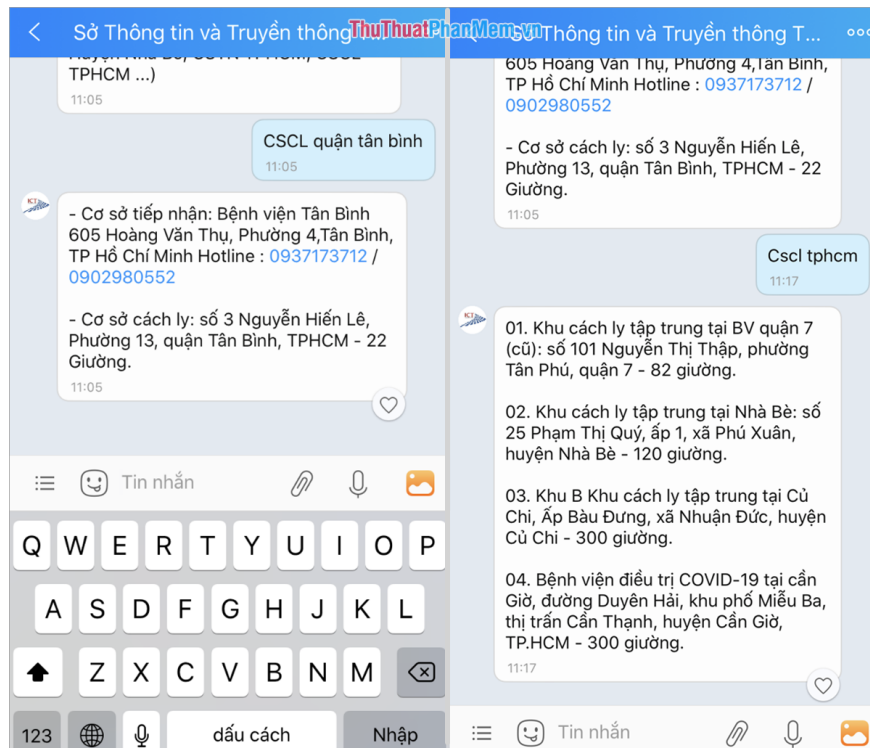 Sở Thông tin và Truyền thông T...
ThuThuatPhanMem.vn
TPHCM ...)
11:05
CSCL quận tân bình
11:05
- Cơ sở tiếp nhận: Bệnh viện Tân Bình
605 Hoàng Văn Thụ, Phường 4,Tân Bình,
TP Hồ Chí Minh Hotline : 0937173712 /
0902980552
- Cơ sở cách ly: số 3 Nguyễn Hiến Lê,
Phường 13, quận Tân Bình, TPHCM - 22
Giường.
11:05
Tin nhắn
Q W E R T Y U I O P
A S D F G H J K L
Z X C V B N M
123 dấu cách Nhập
Sở Thông tin và Truyền thông T...
605 Hoàng Văn Thụ, Phường 4,Tân Bình,
TP Hồ Chí Minh Hotline : 0937173712 /
0902980552
- Cơ sở cách ly: số 3 Nguyễn Hiến Lê,
Phường 13, quận Tân Bình, TPHCM - 22
Giường.
11:05
Cscl tphcm
11:17
01. Khu cách ly tập trung tại BV quận 7
(cũ): số 101 Nguyễn Thị Thập, phường
Tân Phú, quận 7 - 82 giường.
02. Khu cách ly tập trung tại Nhà Bè: số
25 Phạm Thị Quý, ấp 1, xã Phú Xuân,
huyện Nhà Bè - 120 giường.
03. Khu B Khu cách ly tập trung tại Củ
Chi, Ấp Bàu Đưng, xã Nhuận Đức, huyện
Củ Chi - 300 giường.
04. Bệnh viện điều trị COVID-19 tại cần
Giờ, đường Duyên Hải, khu phố Miễu Ba,
thị trấn Cần Thạnh, huyện Cần Giờ,
TP.HCM - 300 giường.
11:17
Tin nhắn